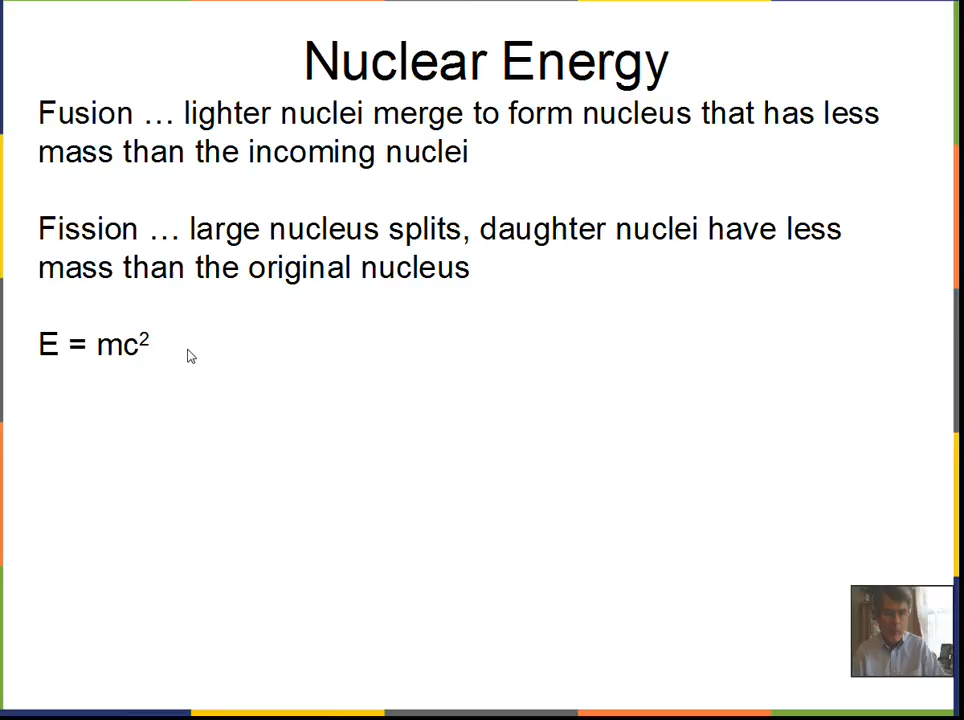 Nuclear Energy
Fusion … lighter nuclei merge to form nucleus that has less
mass than the incoming nuclei
Fission … large nucleus splits, daughter nuclei have less
mass than the original nucleus
E = mc²